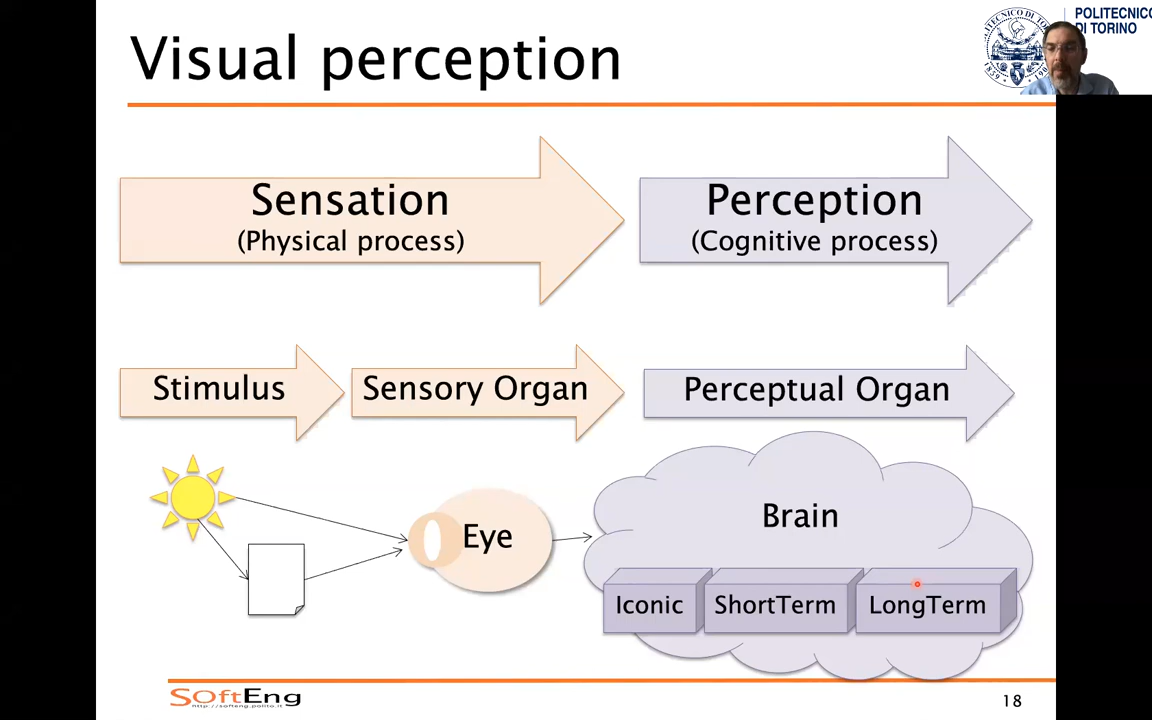 Visual perception
POLITECNICO
DI TORINO
Sensation
(Physical process)
Perception
(Cognitive process)
Stimulus
Sensory Organ
Perceptual Organ
Eye
Brain
Iconic
ShortTerm
LongTerm
SOftEng
http://softeng.polito.it
18